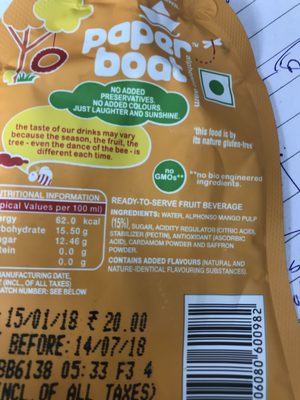 paper
boat
TM
NO ADDED
PRESERVATIVES.
NO ADDED COLOURS.
JUST LAUGHTER AND SUNSHINE.
the taste of our drinks may vary
because the season, the fruit, the
tree - even the dance of the bee - is
different each time.
*this food is by
its nature gluten-free
no
GMOs**
**no bio engineered
ingredients.
NUTRITIONAL INFORMATION
pical Values per 100 ml)
ergy 62.0 kcal
rbohydrate 15.50 g
gar 12.46 g
tein 0.0 g
0.0 g
READY-TO-SERVE FRUIT BEVERAGE
INGREDIENTS: WATER, ALPHONSO MANGO PULP
(15%), SUGAR, ACIDITY REGULATOR (CITRIC ACID),
STABILIZER (PECTIN), ANTIOXIDANT (ASCORBIC
ACID), CARDAMOM POWDER AND SAFFRON
POWDER.
CONTAINS ADDED FLAVOURS (NATURAL AND
NATURE-IDENTICAL FLAVOURING SUBSTANCES).
MANUFACTURING DATE,
(INCL. OF ALL TAXES)
BATCH NUMBER: SEE BELOW
15/01/18 ₹ 20.00
BEFORE:14/07/18
BB6138 05:33 F3 4
INCL. OF ALL TAXES)
06080 600982